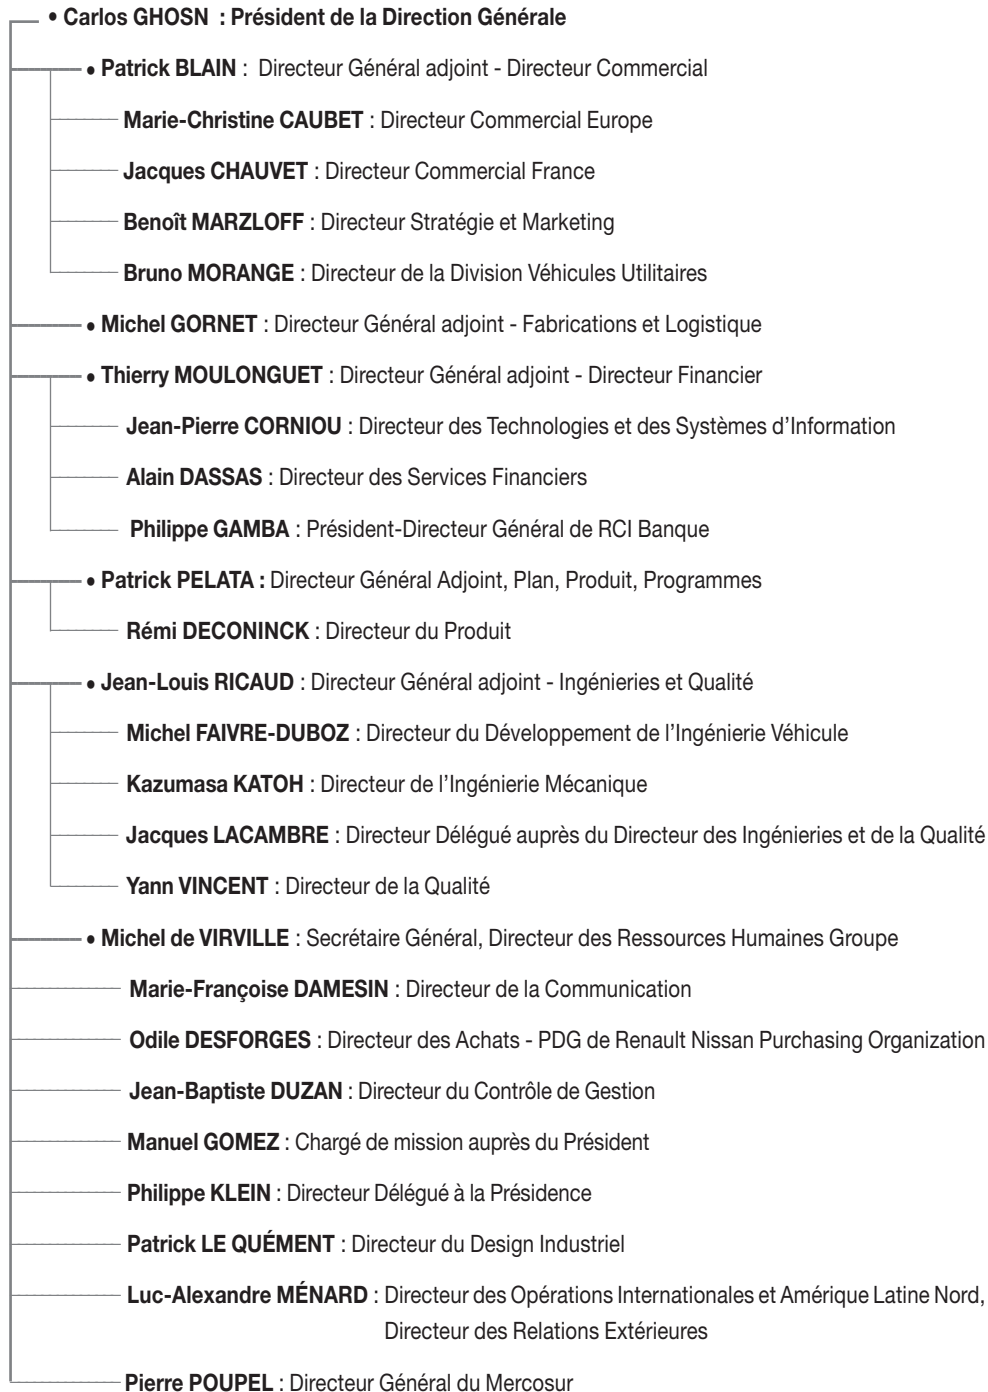 • Carlos GHOSN : Président de la Direction Générale
• Patrick BLAIN : Directeur Général adjoint - Directeur Commercial
Marie-Christine CAUBET : Directeur Commercial Europe
Jacques CHAUVET : Directeur Commercial France
Benoît MARZLOFF : Directeur Stratégie et Marketing
Bruno MORANGE : Directeur de la Division Véhicules Utilitaires
• Michel GORNET : Directeur Général adjoint - Fabrications et Logistique
• Thierry MOULONGUET : Directeur Général adjoint - Directeur Financier
Jean-Pierre CORNIOU : Directeur des Technologies et des Systèmes d'Information
Alain DASSAS : Directeur des Services Financiers
Philippe GAMBA : Président-Directeur Général de RCI Banque
• Patrick PELATA : Directeur Général Adjoint, Plan, Produit, Programmes
Rémi DECONINCK : Directeur du Produit
• Jean-Louis RICAUD : Directeur Général adjoint - Ingénieries et Qualité
Michel FAIVRE-DUBOZ : Directeur du Développement de l'Ingénierie Véhicule
Kazumasa KATOH : Directeur de l'Ingénierie Mécanique
Jacques LACAMBRE : Directeur Délégué auprès du Directeur des Ingénieries et de la Qualité
Yann VINCENT : Directeur de la Qualité
• Michel de VIRVILLE : Secrétaire Général, Directeur des Ressources Humaines Groupe
Marie-Françoise DAMESIN : Directeur de la Communication
Odile DESFORGES : Directeur des Achats - PDG de Renault Nissan Purchasing Organization
Jean-Baptiste DUZAN : Directeur du Contrôle de Gestion
Manuel GOMEZ : Chargé de mission auprès du Président
Philippe KLEIN : Directeur Délégué à la Présidence
Patrick LE QUÉMENT : Directeur du Design Industriel
Luc-Alexandre MÉNARD : Directeur des Opérations Internationales et Amérique Latine Nord,
Directeur des Relations Extérieures
Pierre POUPEL : Directeur Général du Mercosur